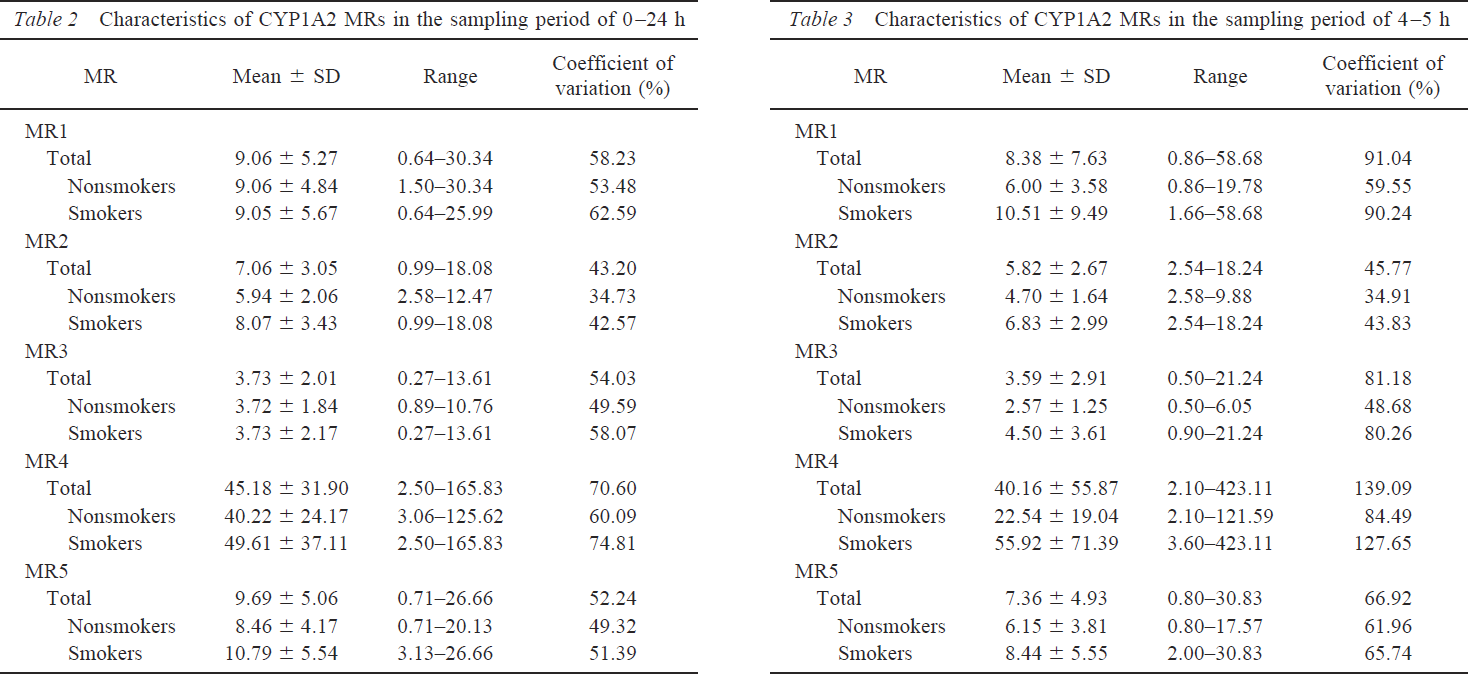 Table 2 Characteristics of CYP1A2 MRs in the sampling period of 0–24 h
MR Mean ± SD Range Coefficient of variation (%)
MR1
Total 9.06 ± 5.27 0.64–30.34 58.23
Nonsmokers 9.06 ± 4.84 1.50–30.34 53.48
Smokers 9.05 ± 5.67 0.64–25.99 62.59
MR2
Total 7.06 ± 3.05 0.99–18.08 43.20
Nonsmokers 5.94 ± 2.06 2.58–12.47 34.73
Smokers 8.07 ± 3.43 0.99–18.08 42.57
MR3
Total 3.73 ± 2.01 0.27–13.61 54.03
Nonsmokers 3.72 ± 1.84 0.89–10.76 49.59
Smokers 3.73 ± 2.17 0.27–13.61 58.07
MR4
Total 45.18 ± 31.90 2.50–165.83 70.60
Nonsmokers 40.22 ± 24.17 3.06–125.62 60.09
Smokers 49.61 ± 37.11 2.50–165.83 74.81
MR5
Total 9.69 ± 5.06 0.71–26.66 52.24
Nonsmokers 8.46 ± 4.17 0.71–20.13 49.32
Smokers 10.79 ± 5.54 3.13–26.66 51.39
Table 3 Characteristics of CYP1A2 MRs in the sampling period of 4–5 h
MR Mean ± SD Range Coefficient of variation (%)
MR1
Total 8.38 ± 7.63 0.86–58.68 91.04
Nonsmokers 6.00 ± 3.58 0.86–19.78 59.55
Smokers 10.51 ± 9.49 1.66–58.68 90.24
MR2
Total 5.82 ± 2.67 2.54–18.24 45.77
Nonsmokers 4.70 ± 1.64 2.58–9.88 34.91
Smokers 6.83 ± 2.99 2.54–18.24 43.83
MR3
Total 3.59 ± 2.91 0.50–21.24 81.18
Nonsmokers 2.57 ± 1.25 0.50–6.05 48.68
Smokers 4.50 ± 3.61 0.90–21.24 80.26
MR4
Total 40.16 ± 55.87 2.10–423.11 139.09
Nonsmokers 22.54 ± 19.04 2.10–121.59 84.49
Smokers 55.92 ± 71.39 3.60–423.11 127.65
MR5
Total 7.36 ± 4.93 0.80–30.83 66.92
Nonsmokers 6.15 ± 3.81 0.80–17.57 61.96
Smokers 8.44 ± 5.55 2.00–30.83 65.74